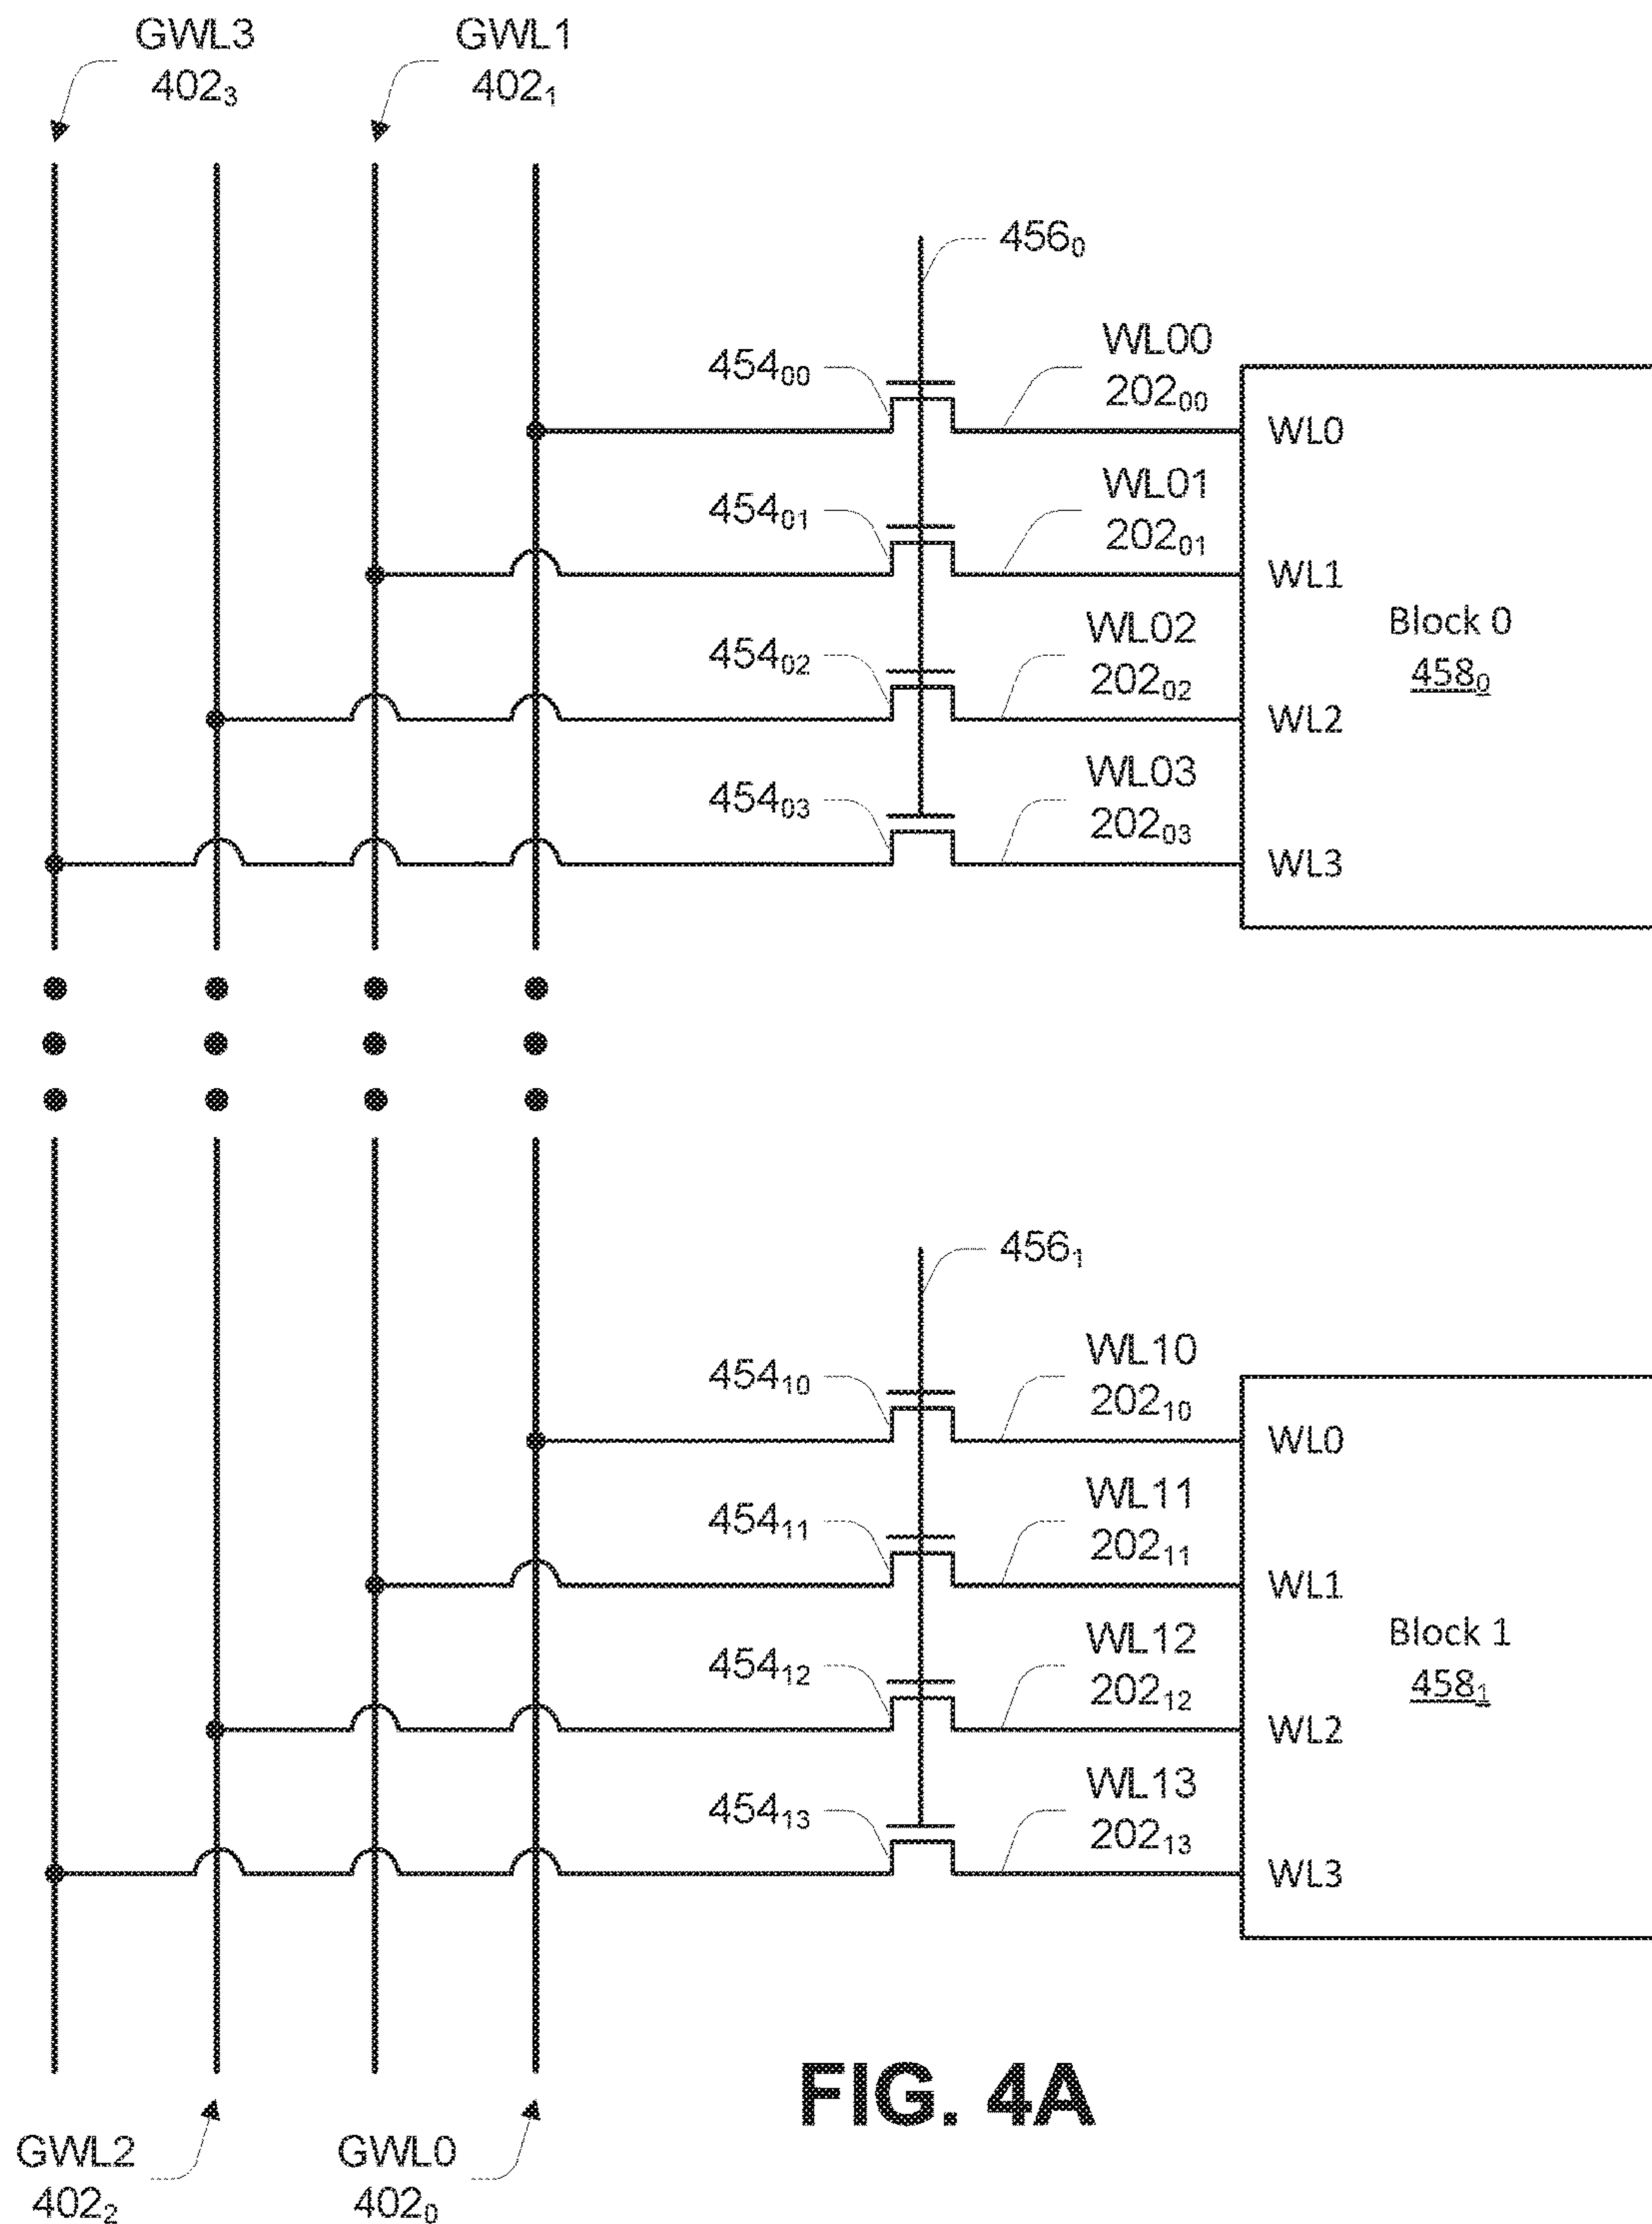 GWL3
402₃
GWL1
402₁
456₀
454₀₀
WL00
202₀₀
WL0
454₀₁
WL01
202₀₁
WL1
Block 0
458₀
454₀₂
WL02
202₀₂
WL2
454₀₃
WL03
202₀₃
WL3
456₁
454₁₀
WL10
202₁₀
WL0
454₁₁
WL11
202₁₁
WL1
Block 1
458₁
454₁₂
WL12
202₁₂
WL2
454₁₃
WL13
202₁₃
WL3
FIG. 4A
GWL2
402₂
GWL0
402₀